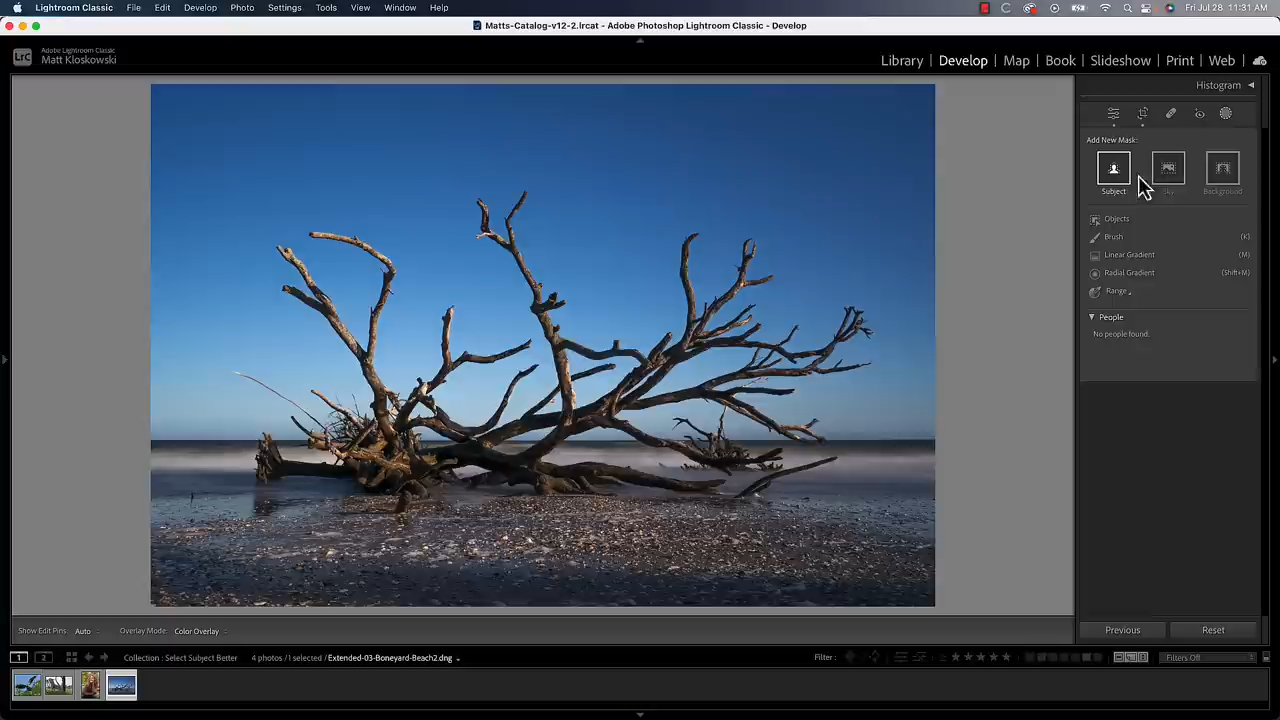 Lightroom Classic File Edit Develop Photo Settings Tools View Window Help Fri Jul 28 11:31 AM
Matts-Catalog-v12-2.lrcat - Adobe Photoshop Lightroom Classic - Develop
LrC Adobe Lightroom Classic
Matt Kloskowski
Library | Develop | Map | Book | Slideshow | Print | Web
Histogram
Add New Mask:
Subject Sky Background
Objects
Brush (K)
Linear Gradient (M)
Radial Gradient (Shift+M)
Range
People
No people found.
Show Edit Pins: Auto Overlay Mode: Color Overlay
Previous Reset
1 2 Collection : Select Subject Better 4 photos / 1 selected / Extended-03-Boneyard-Beach2.dng Filter : Filters Off